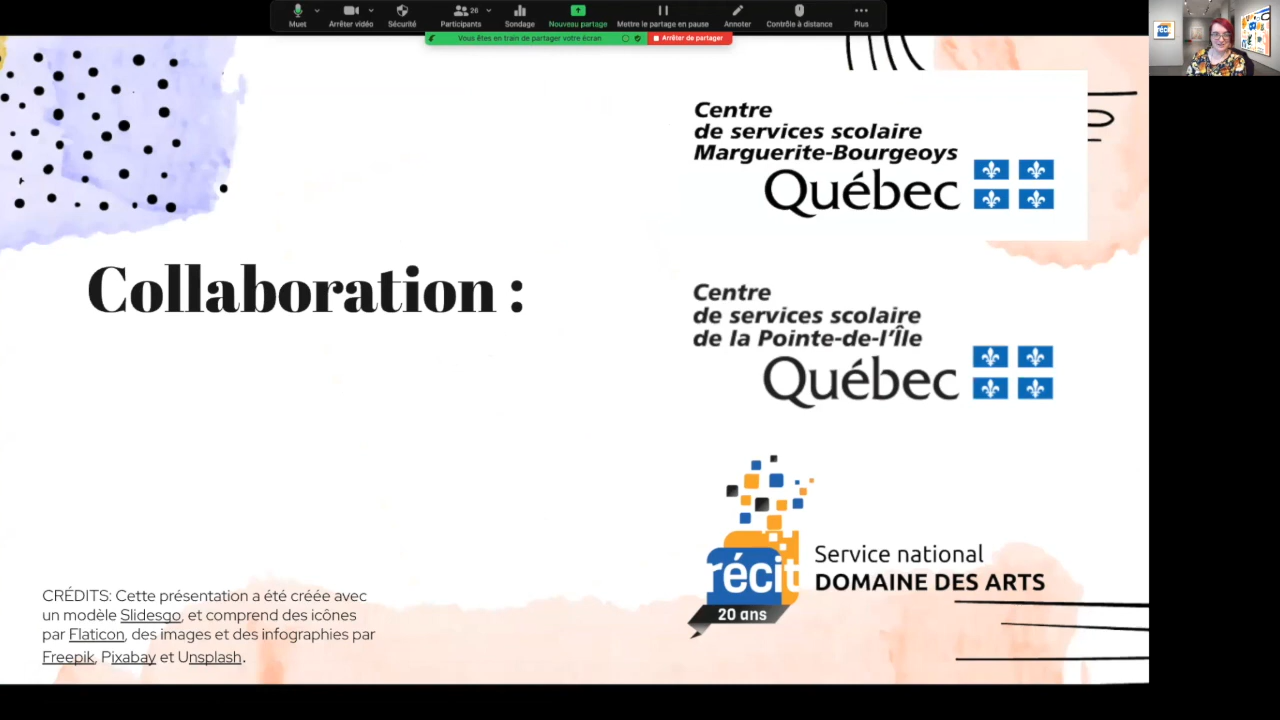 Muet
Arrêter vidéo
Sécurité
Participants
26
Sondage
Nouveau partage
Mettre le partage en pause
Annoter
Contrôle à distance
Plus
Vous êtes en train de partager votre écran
Arrêter de partager
Centre
de services scolaire
Marguerite-Bourgeoys
Québec
Collaboration :
Centre
de services scolaire
de la Pointe-de-l'Île
Québec
récit
20 ans
Service national
DOMAINE DES ARTS
CRÉDITS: Cette présentation a été créée avec
un modèle Slidesgo, et comprend des icônes
par Flaticon, des images et des infographies par
Freepik, Pixabay et Unsplash.
récit